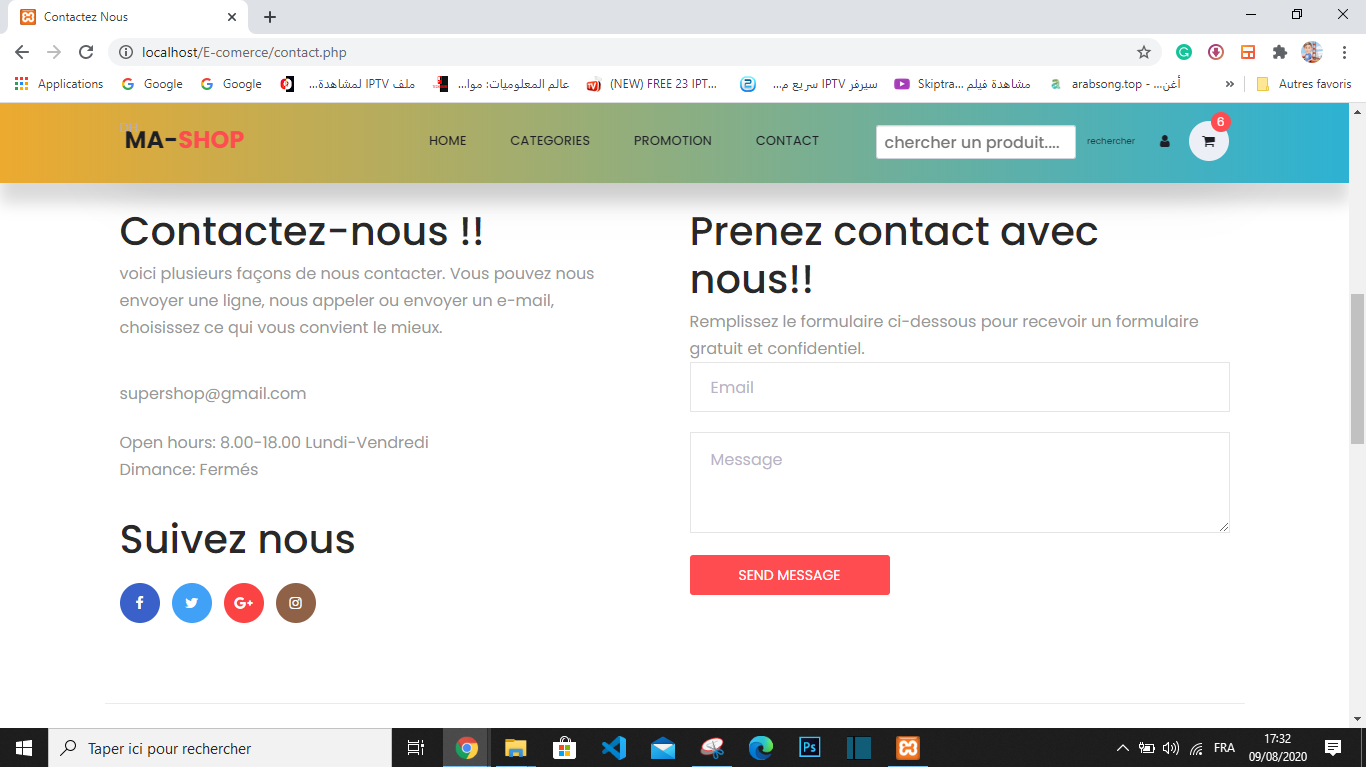 Contactez Nous
localhost/E-comerce/contact.php
Applications
Google
Google
ملف IPTV لمشاهدة...
عالم المعلوميات: موا...
(NEW) FREE 23 IPT...
سيرفر IPTV سريع م...
Skiptra... مشاهدة فيلم
arabsong.top - أغن...
»
Autres favoris
MA-SHOP
HOME
CATEGORIES
PROMOTION
CONTACT
chercher un produit....
rechercher
6
Contactez-nous !!
voici plusieurs façons de nous contacter. Vous pouvez nous
envoyer une ligne, nous appeler ou envoyer un e-mail,
choisissez ce qui vous convient le mieux.
supershop@gmail.com
Open hours: 8.00-18.00 Lundi-Vendredi
Dimance: Fermés
Suivez nous
Prenez contact avec
nous!!
Remplissez le formulaire ci-dessous pour recevoir un formulaire
gratuit et confidentiel.
Email
Message
SEND MESSAGE
Taper ici pour rechercher
Ps
FRA
17:32
09/08/2020